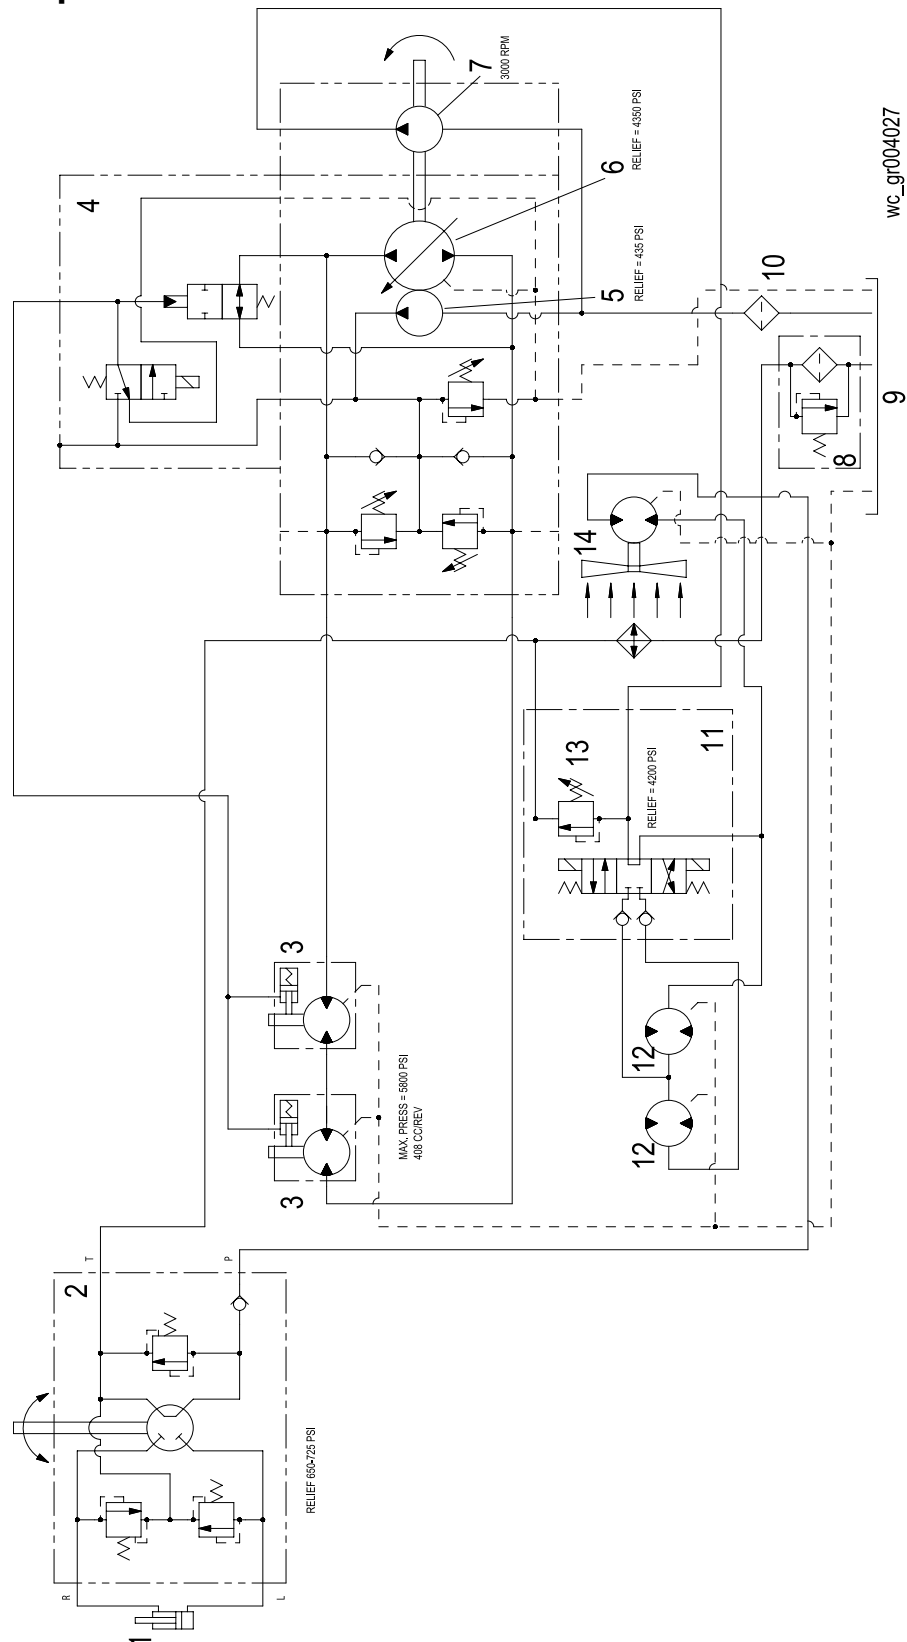 7
3000 RPM
4
6
RELIEF = 4350 PSI
5
RELIEF = 435 PSI
10
wc_gr004027
9
8
14
13
11
RELIEF = 4200 PSI
3
3
12
12
MAX. PRESS = 5800 PSI
408 CC/REV
T
P
2
RELIEF 650-725 PSI
R
L
1